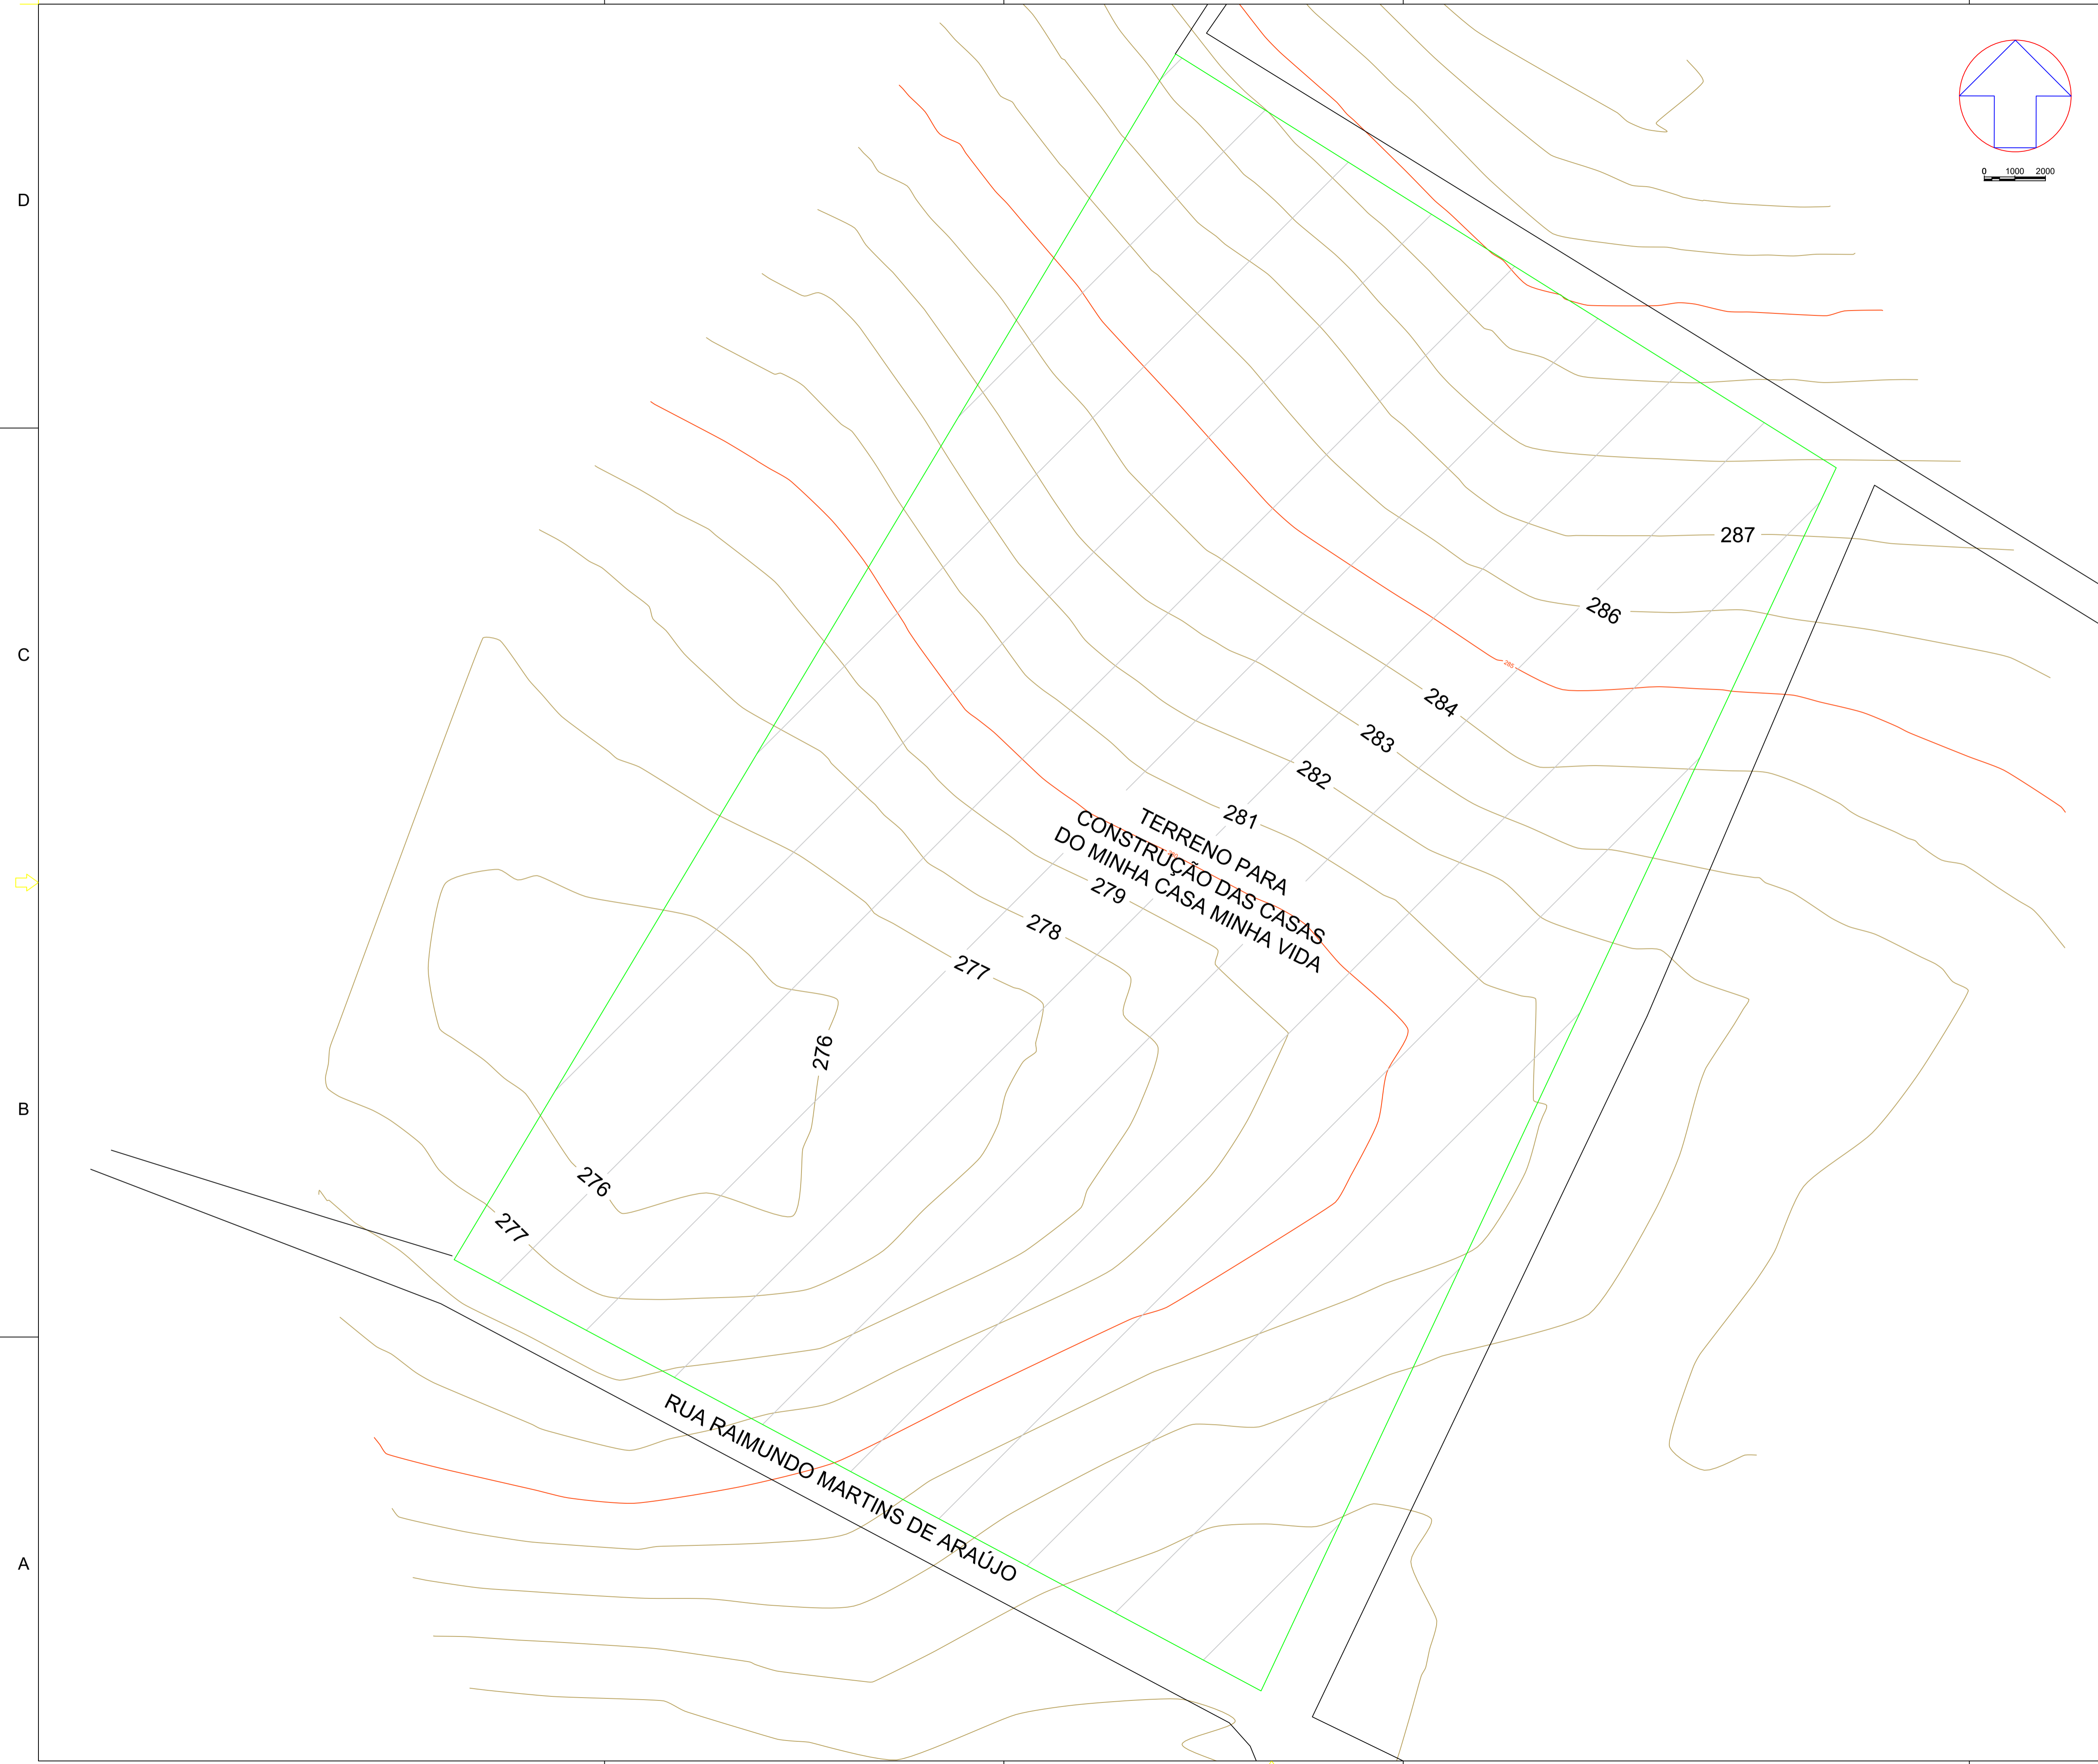 D
0 1000 2000
287
286
C
285
284
283
282
281
TERRENO PARA
CONSTRUÇÃO DAS CASAS
DO MINHA CASA MINHA VIDA
279
278
277
276
B
276
277
RUA RAIMUNDO MARTINS DE ARAÚJO
A